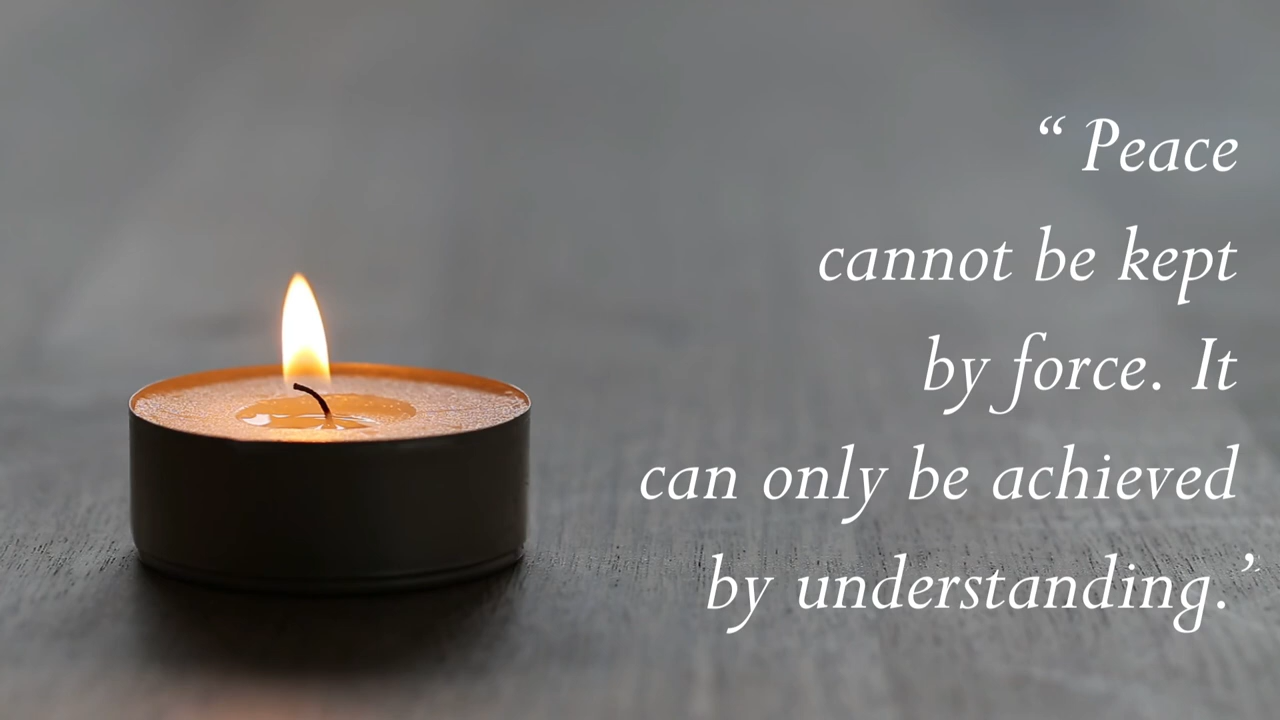 “ Peace
cannot be kept
by force. It
can only be achieved
by understanding.”